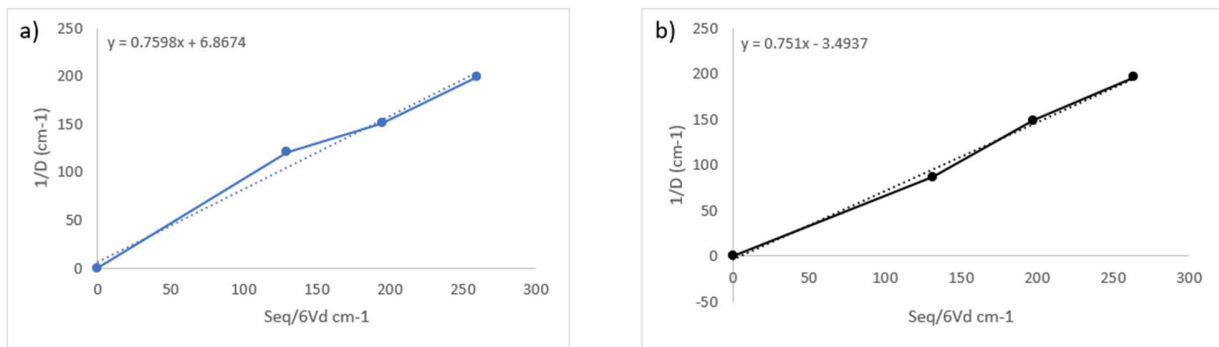 a)
y = 0.7598x + 6.8674
250
200
150
100
50
0
1/D (cm-1)
0 50 100 150 200 250 300
Seq/6Vd cm-1
b)
y = 0.751x - 3.4937
250
200
150
100
50
0
-50
1/D (cm-1)
0 50 100 150 200 250 300
Seq/6Vd cm-1